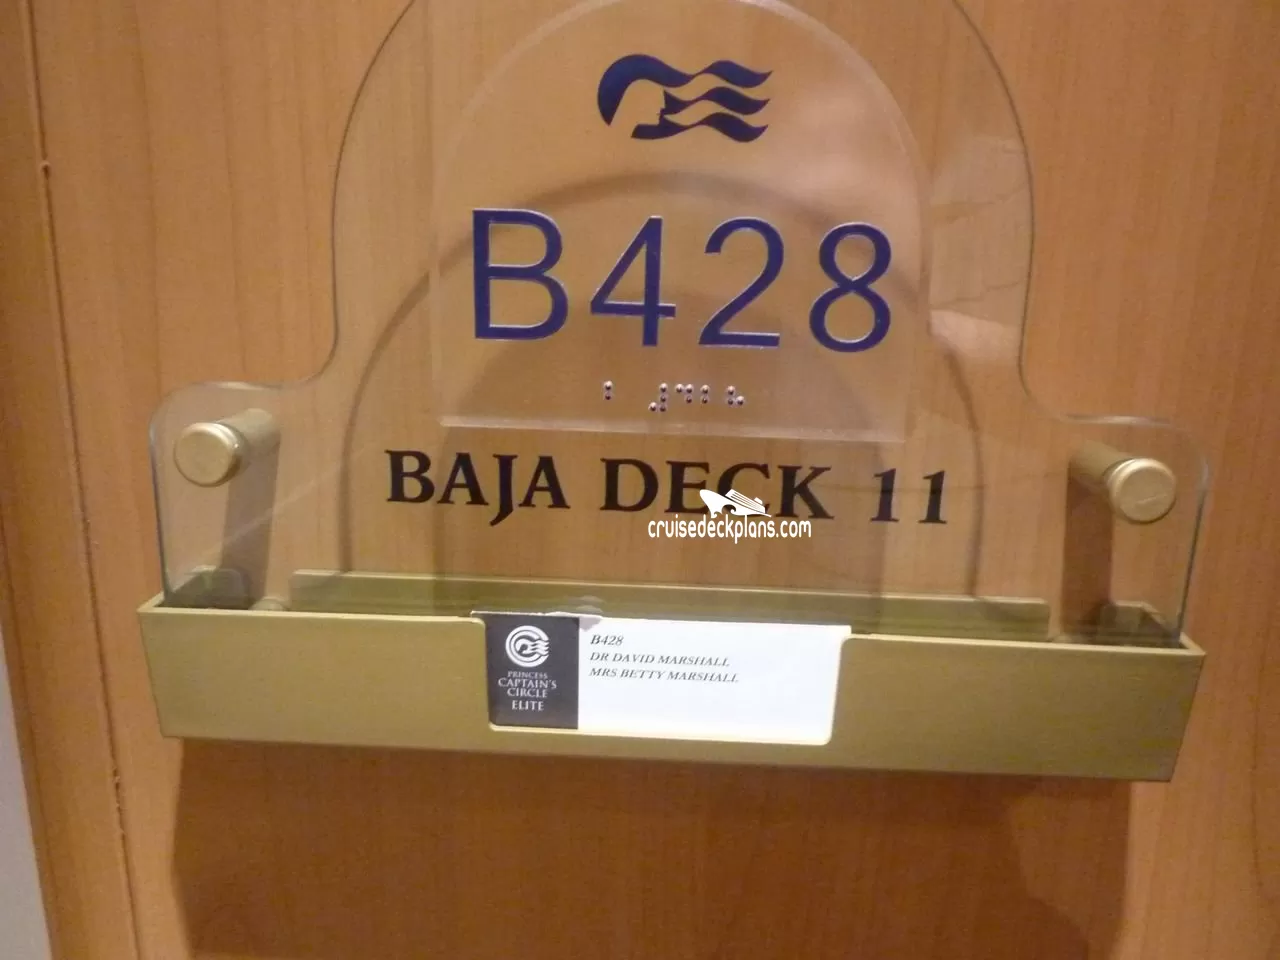 B428
BAJA DECK 11
cruisedeckplans.com
B428
DR DAVID MARSHALL
MRS BETTY MARSHALL
PRINCESS
CAPTAIN'S
CIRCLE
ELITE